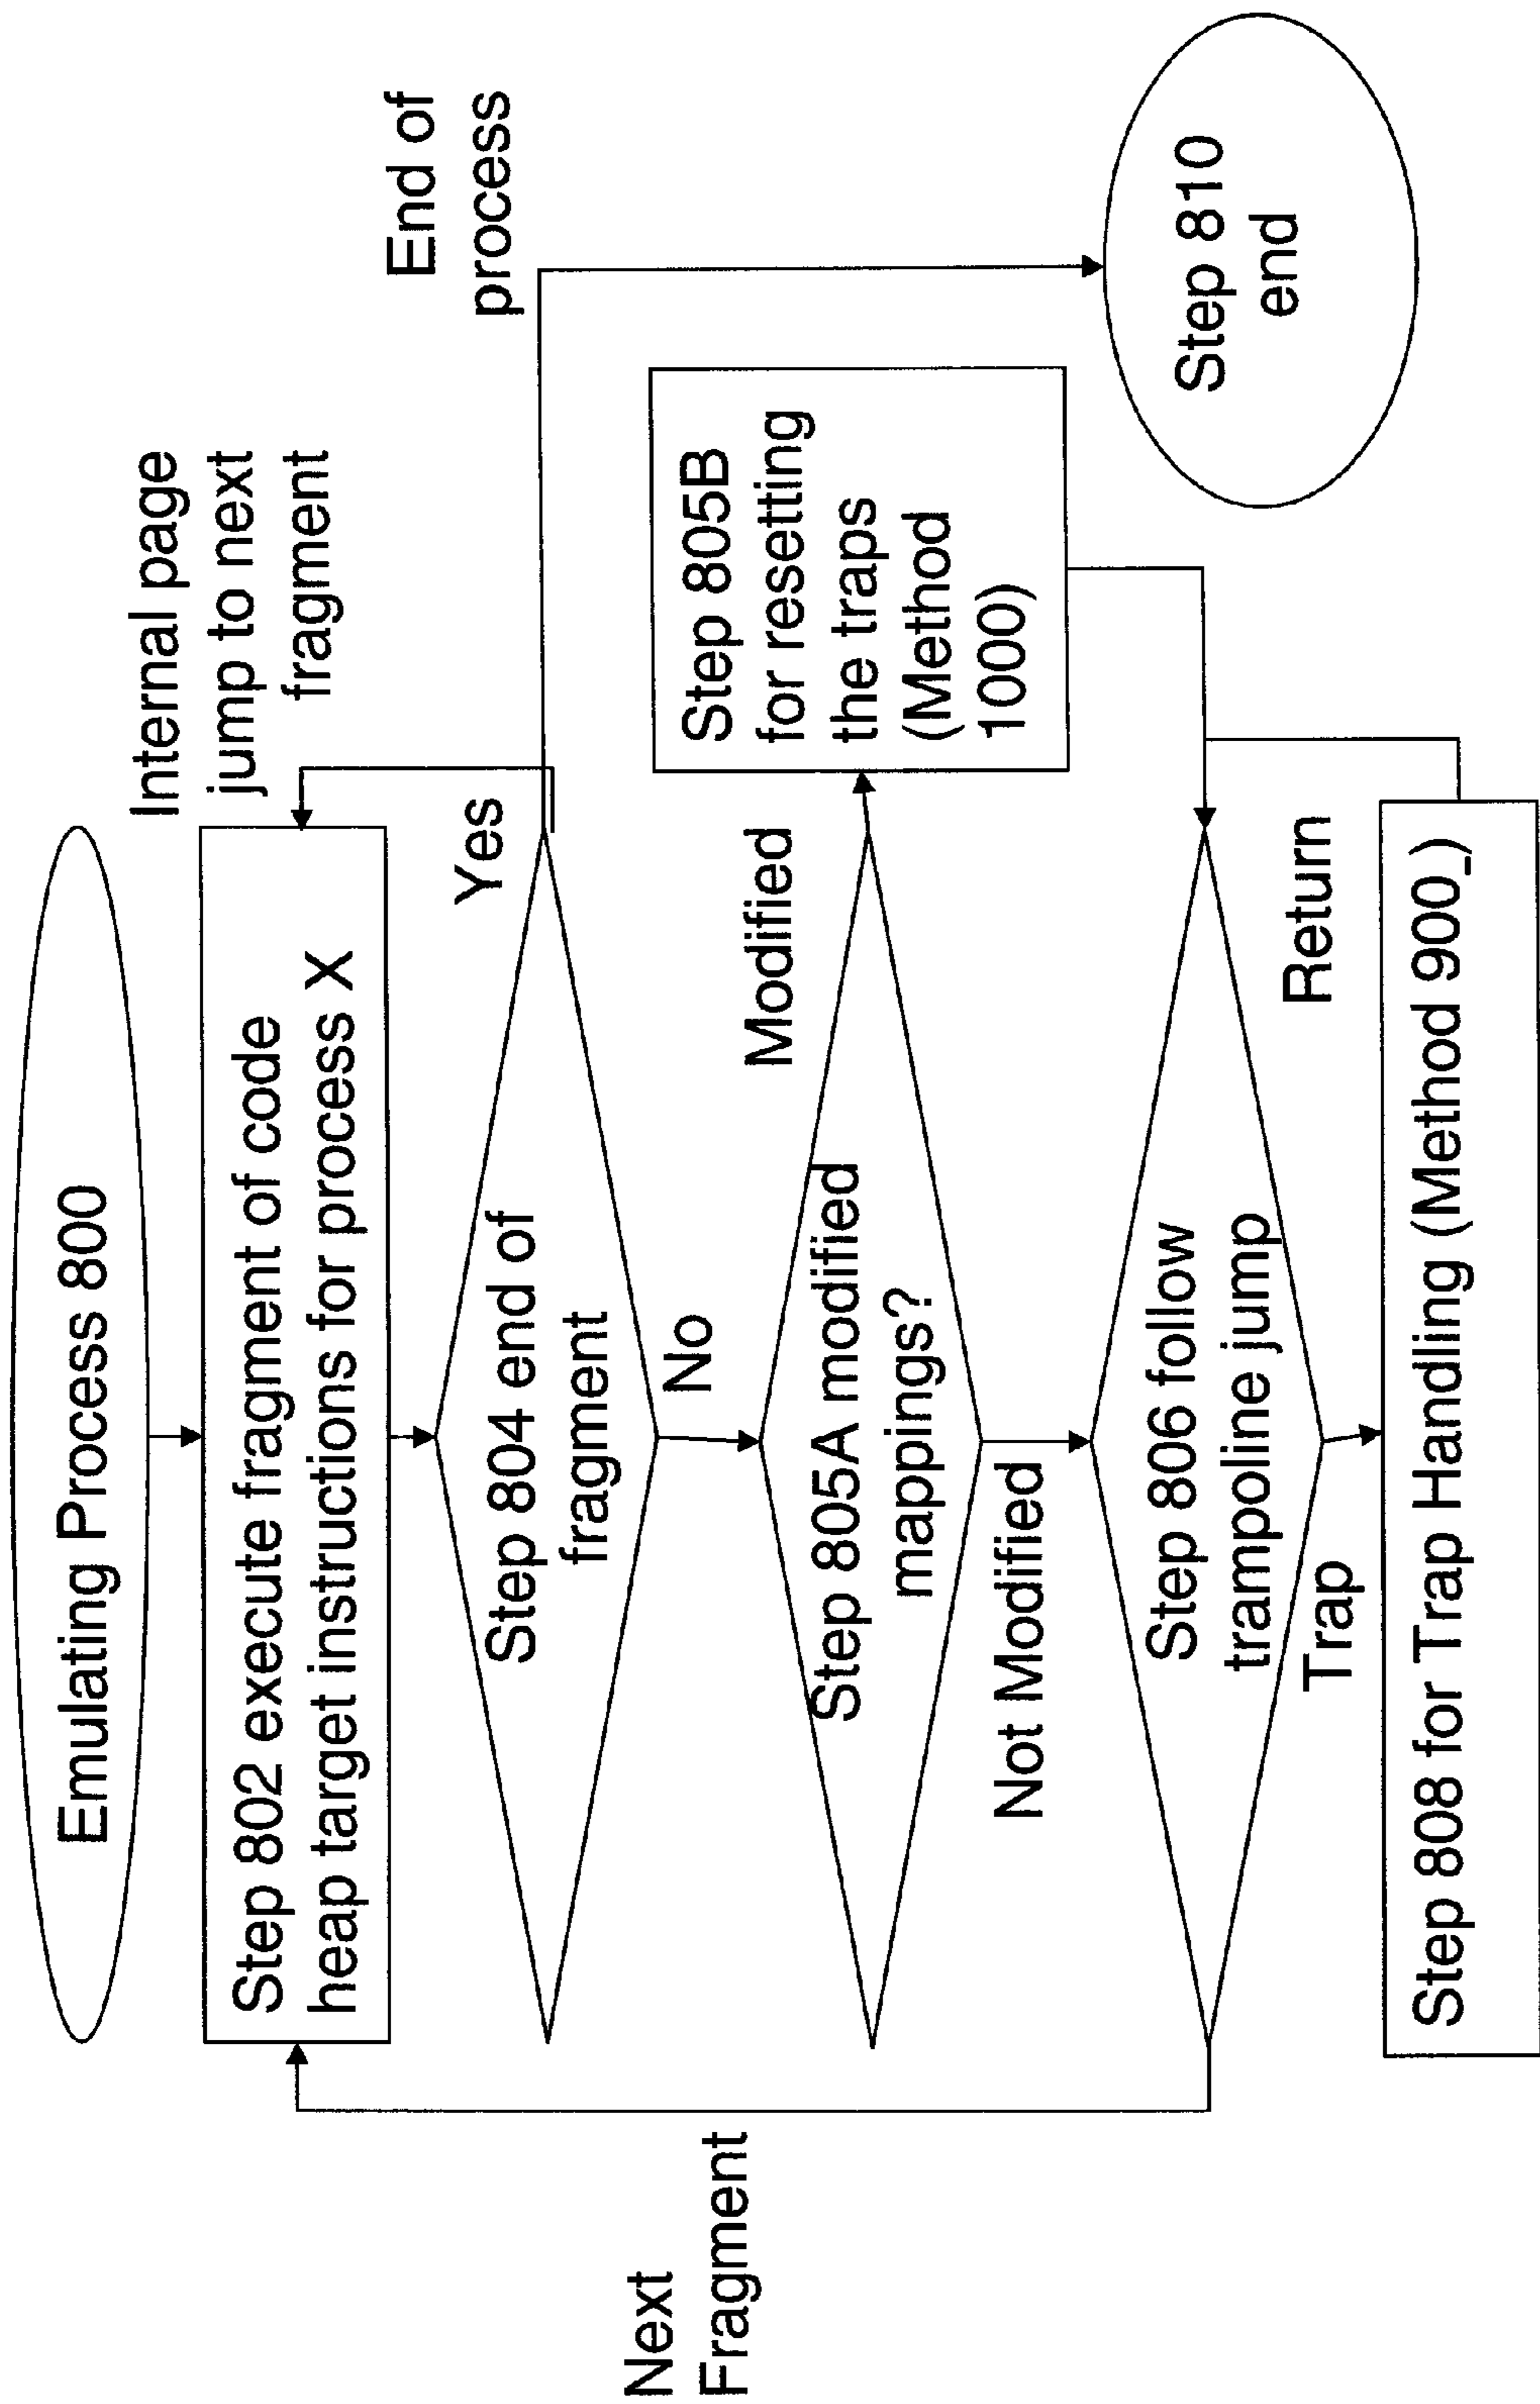 Emulating Process 800
Internal page
jump to next
fragment
Step 802 execute fragment of code
heap target instructions for process X
End of
process
Yes
Step 804 end of
fragment
No
Modified
Step 805A modified
mappings?
Step 805B
for resetting
the traps
(Method
1000)
Not Modified
Next
Fragment
Step 806 follow
trampoline jump
Step 810
end
Trap
Return
Step 808 for Trap Handling (Method 900_)